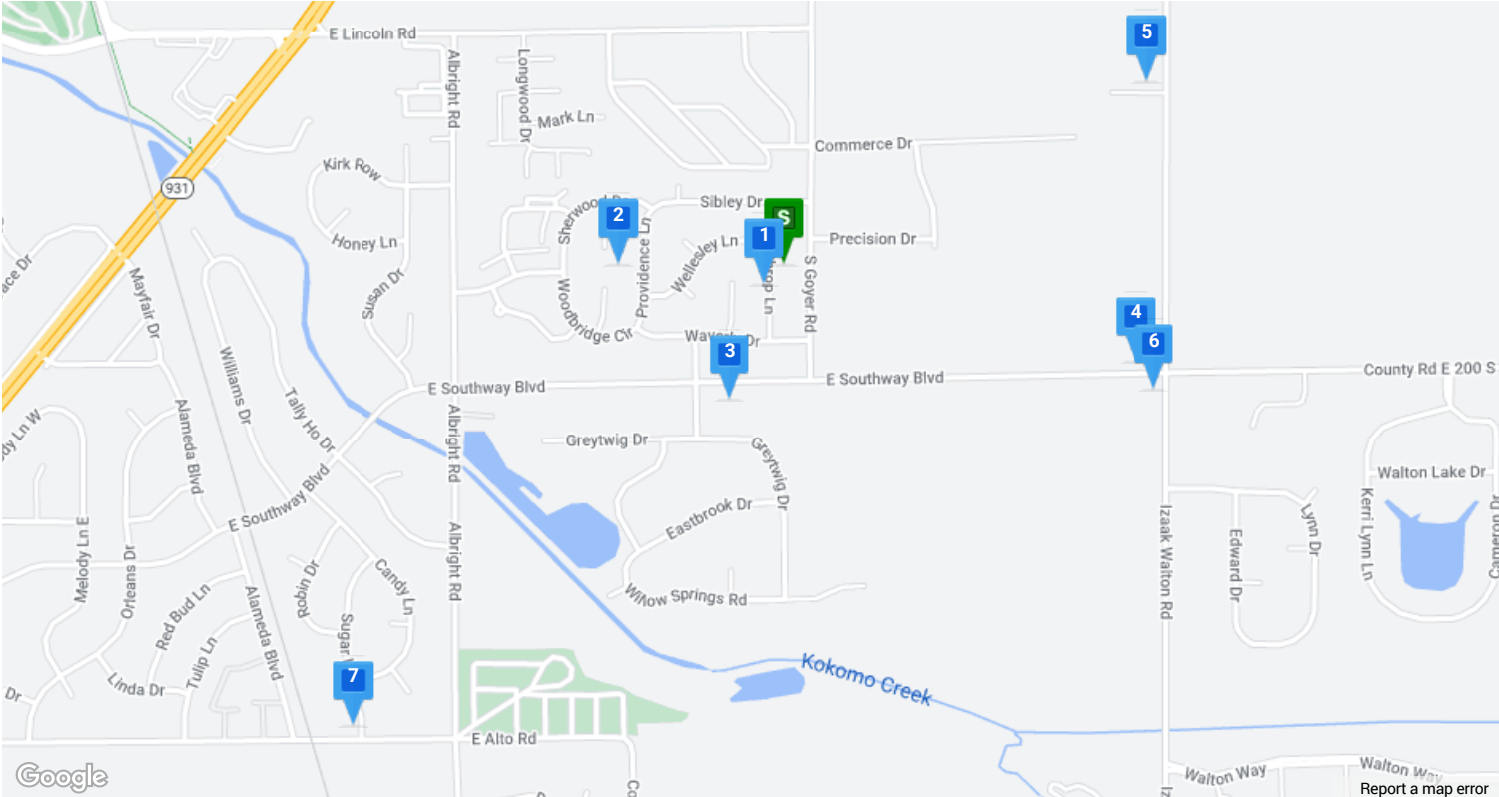 E Lincoln Rd
5
Albright Rd
Longwood Dr
Mark Ln
Commerce Dr
Kirk Row
931
Sibley Dr
S
2
1
Honey Ln
Providence Ln
Wellesley Ln
Precision Dr
S Goyer Rd
Susan Dr
Mayfair Dr
Woodbridge Cir
4
6
3
E Southway Blvd
E Southway Blvd
County Rd E 200 S
Williams Dr
Tally Ho Dr
Alameda Blvd
Albright Rd
Greytwig Dr
Greytwig Dr
Walton Lake Dr
E Southway Blvd
Eastbrook Dr
Kerri Lynn Ln
Izaak Walton Rd
Lynn Dr
Edward Dr
Melody Ln E
Orleans Dr
Albright Rd
Robin Dr
Candy Ln
Red Bud Ln
Alameda Blvd
Willow Springs Rd
Tulip Ln
Sugar
7
Linda Dr
Dr
Kokomo Creek
E Alto Rd
Walton Way
Walton Way
Google
Report a map error